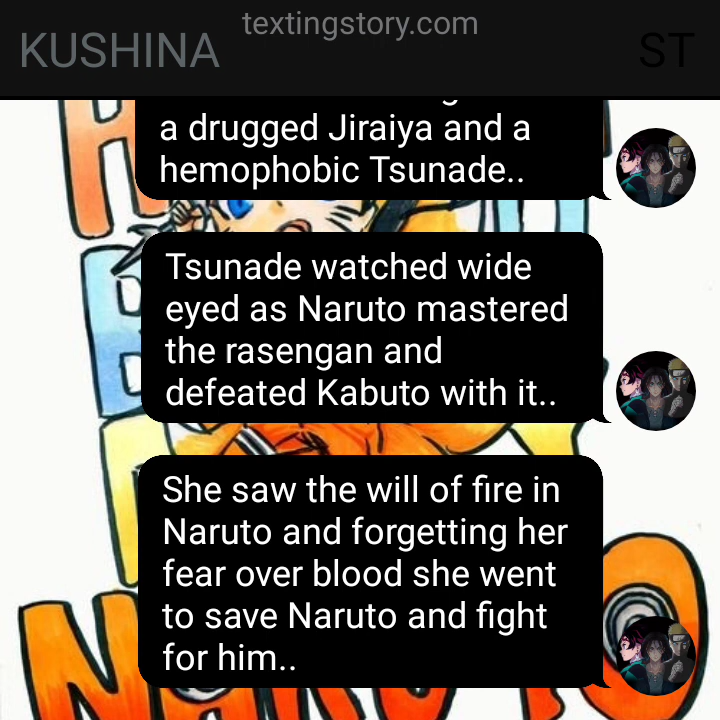 textingstory.com
KUSHINA
ST
a drugged Jiraiya and a
hemophobic Tsunade..
Tsunade watched wide
eyed as Naruto mastered
the rasengan and
defeated Kabuto with it..
She saw the will of fire in
Naruto and forgetting her
fear over blood she went
to save Naruto and fight
for him..
NARUTO